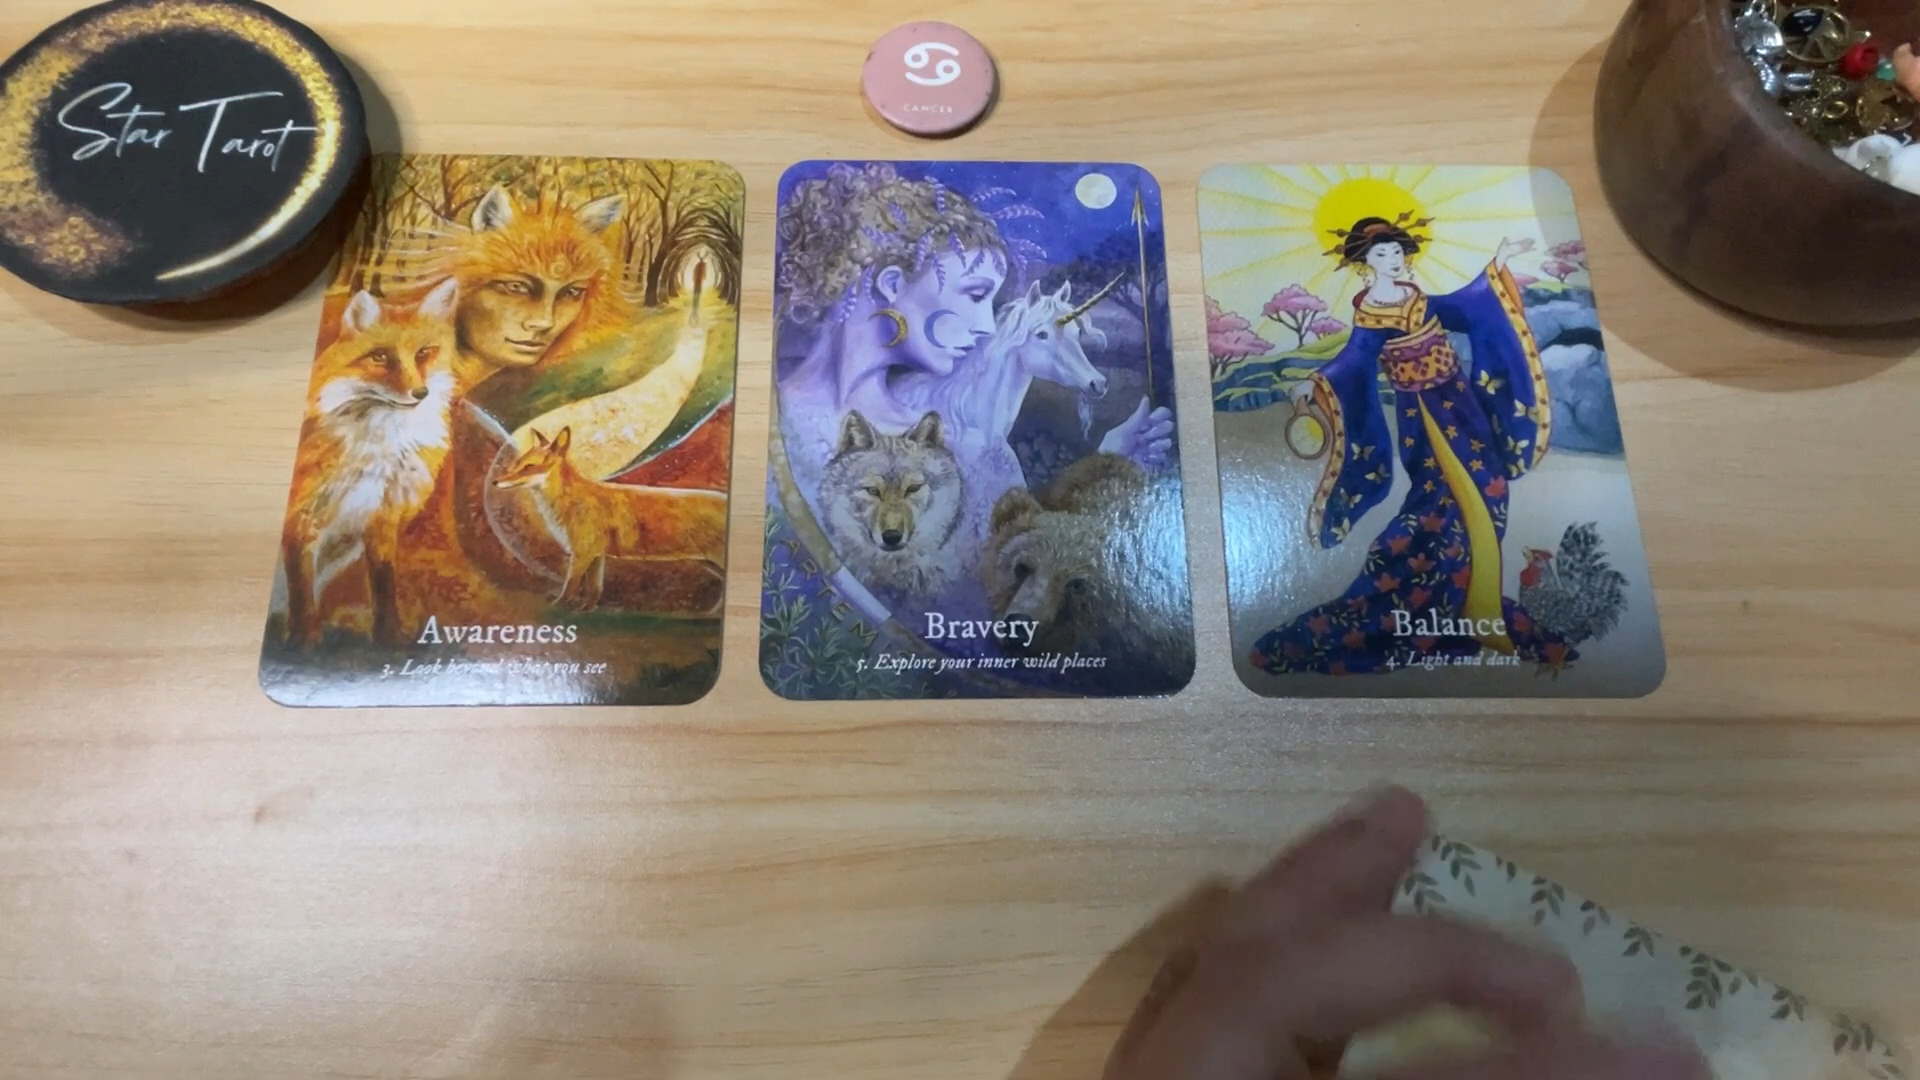 Star Tarot
CANCER
Awareness
3. Look beyond what you see
Bravery
5. Explore your inner wild places
Balance
4. Light and dark